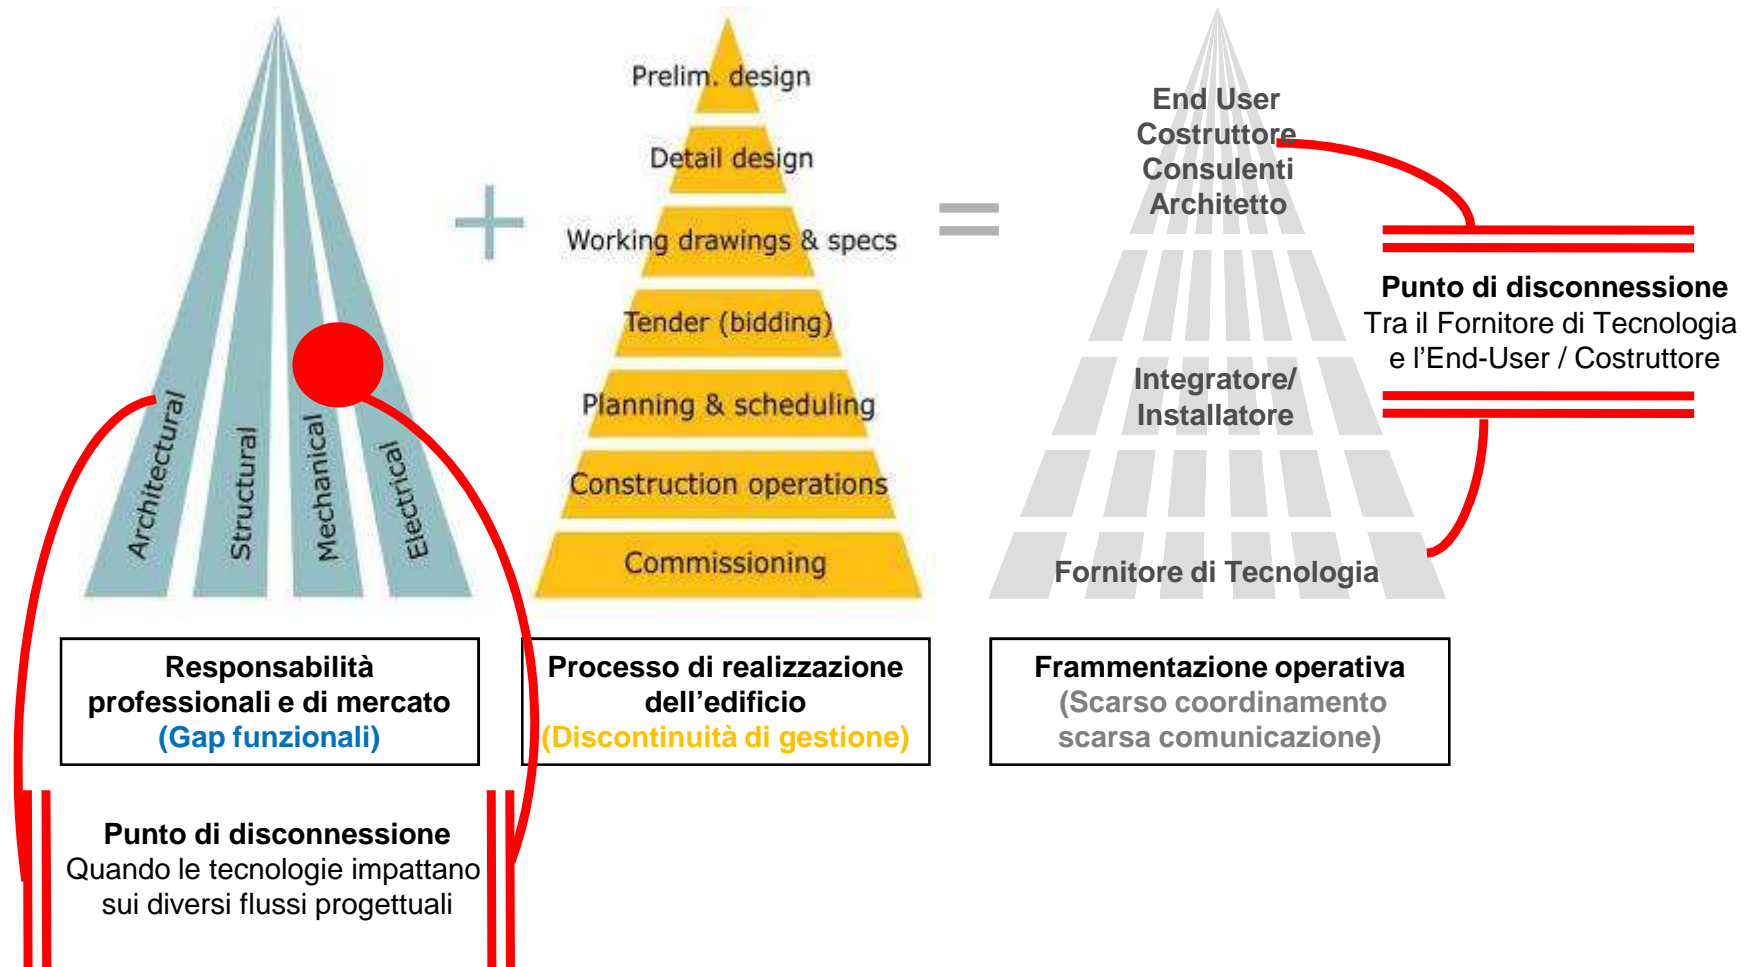 Architectural
Structural
Mechanical
Electrical
+
Prelim. design
Detail design
Working drawings & specs
Tender (bidding)
Planning & scheduling
Construction operations
Commissioning
=
End User
Costruttore
Consulenti
Architetto
Integratore/
Installatore
Fornitore di Tecnologia
Punto di disconnessione
Tra il Fornitore di Tecnologia
e l’End-User / Costruttore
Responsabilità
professionali e di mercato
(Gap funzionali)
Processo di realizzazione
dell’edificio
(Discontinuità di gestione)
Frammentazione operativa
(Scarso coordinamento
scarsa comunicazione)
Punto di disconnessione
Quando le tecnologie impattano
sui diversi flussi progettuali